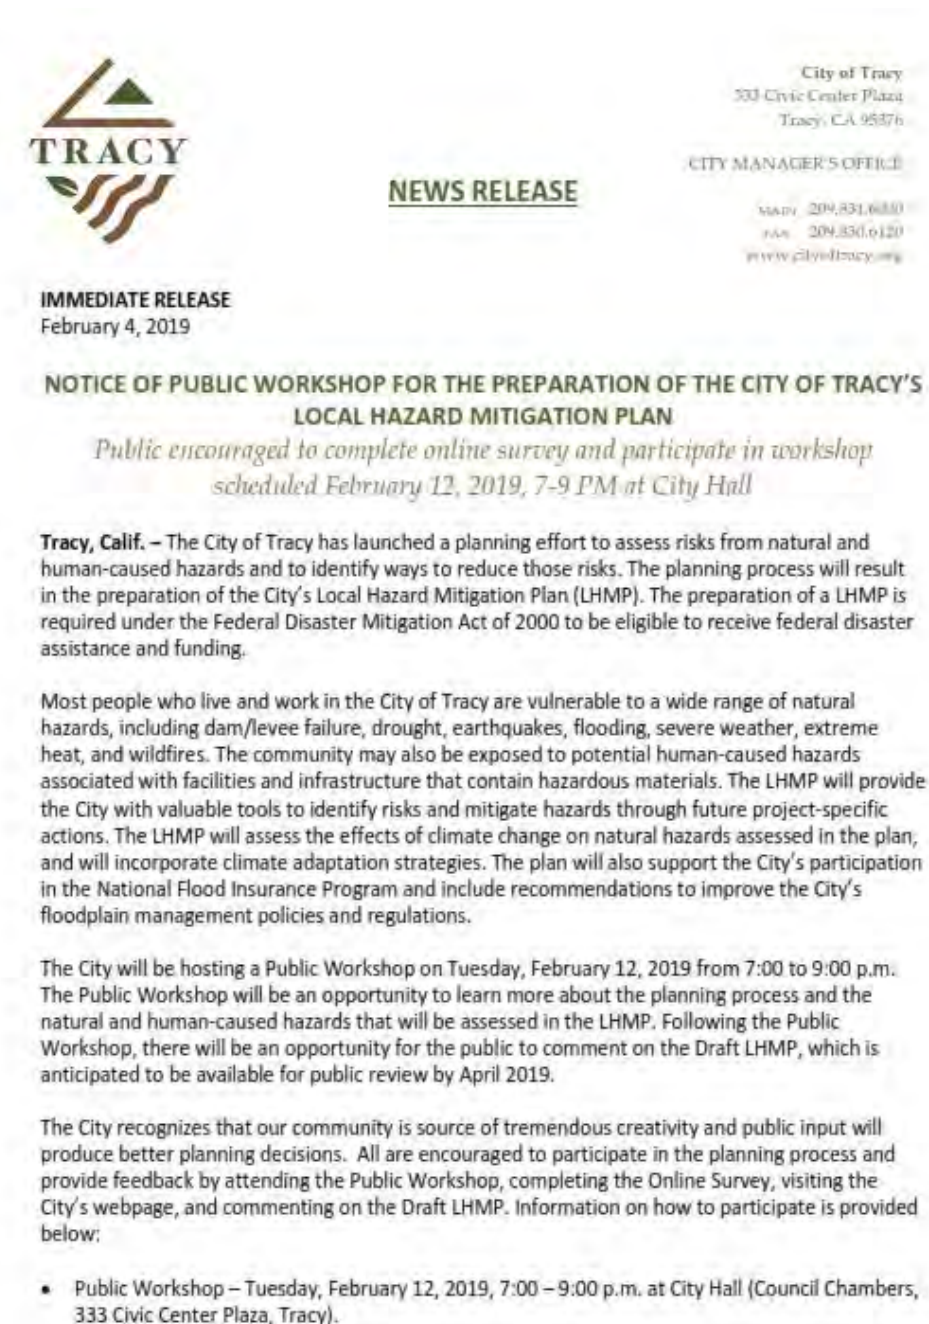 City of Tracy
333 Civic Center Plaza
Tracy, CA 95376
TRACY
CITY MANAGER'S OFFICE
NEWS RELEASE
MAIN 209.831.6000
FAX 209.830.6120
www.cityoftracy.org
IMMEDIATE RELEASE
February 4, 2019
NOTICE OF PUBLIC WORKSHOP FOR THE PREPARATION OF THE CITY OF TRACY'S
LOCAL HAZARD MITIGATION PLAN
Public encouraged to complete online survey and participate in workshop
scheduled February 12, 2019, 7-9 PM at City Hall
Tracy, Calif. – The City of Tracy has launched a planning effort to assess risks from natural and
human-caused hazards and to identify ways to reduce those risks. The planning process will result
in the preparation of the City's Local Hazard Mitigation Plan (LHMP). The preparation of a LHMP is
required under the Federal Disaster Mitigation Act of 2000 to be eligible to receive federal disaster
assistance and funding.
Most people who live and work in the City of Tracy are vulnerable to a wide range of natural
hazards, including dam/levee failure, drought, earthquakes, flooding, severe weather, extreme
heat, and wildfires. The community may also be exposed to potential human-caused hazards
associated with facilities and infrastructure that contain hazardous materials. The LHMP will provide
the City with valuable tools to identify risks and mitigate hazards through future project-specific
actions. The LHMP will assess the effects of climate change on natural hazards assessed in the plan,
and will incorporate climate adaptation strategies. The plan will also support the City's participation
in the National Flood Insurance Program and include recommendations to improve the City's
floodplain management policies and regulations.
The City will be hosting a Public Workshop on Tuesday, February 12, 2019 from 7:00 to 9:00 p.m.
The Public Workshop will be an opportunity to learn more about the planning process and the
natural and human-caused hazards that will be assessed in the LHMP. Following the Public
Workshop, there will be an opportunity for the public to comment on the Draft LHMP, which is
anticipated to be available for public review by April 2019.
The City recognizes that our community is source of tremendous creativity and public input will
produce better planning decisions.  All are encouraged to participate in the planning process and
provide feedback by attending the Public Workshop, completing the Online Survey, visiting the
City's webpage, and commenting on the Draft LHMP. Information on how to participate is provided
below:
• Public Workshop – Tuesday, February 12, 2019, 7:00 – 9:00 p.m. at City Hall (Council Chambers,
333 Civic Center Plaza, Tracy).